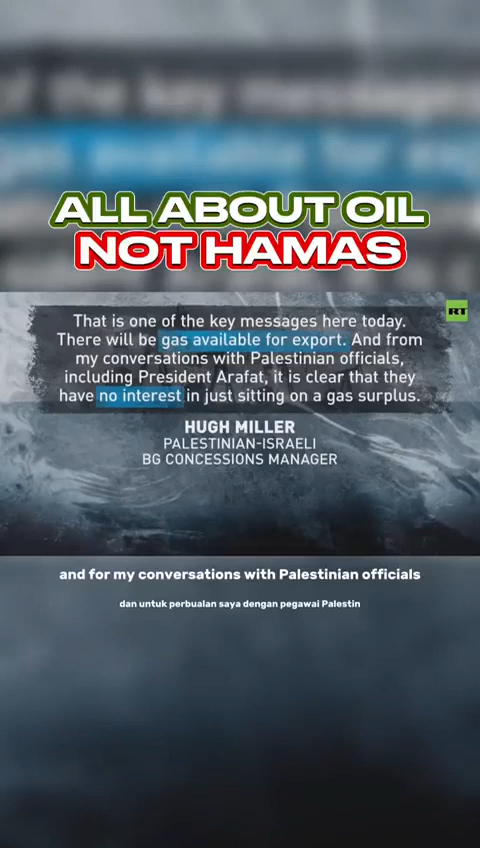 ALL ABOUT OIL
NOT HAMAS
RT
That is one of the key messages here today.
There will be gas available for export. And from
my conversations with Palestinian officials,
including President Arafat, it is clear that they
have no interest in just sitting on a gas surplus.
HUGH MILLER
PALESTINIAN-ISRAELI
BG CONCESSIONS MANAGER
and for my conversations with Palestinian officials
dan untuk perbualan saya dengan pegawai Palestin